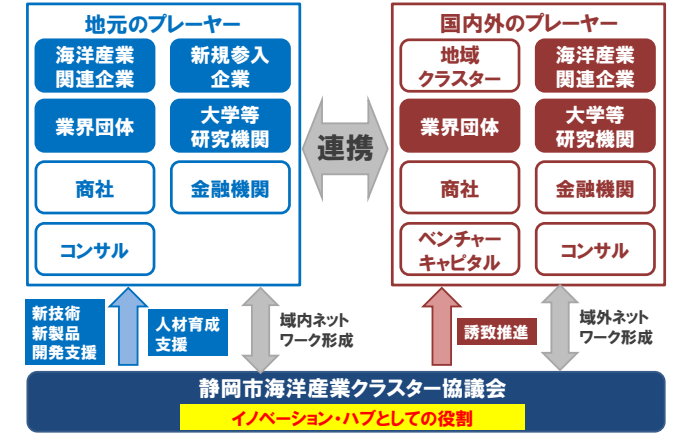 地元のプレーヤー
海洋産業
関連企業
新規参入
企業
業界団体
大学等
研究機関
商社
金融機関
コンサル
連携
国内外のプレーヤー
地域
クラスター
海洋産業
関連企業
業界団体
大学等
研究機関
商社
金融機関
ベンチャー
キャピタル
コンサル
新技術
新製品
開発支援
人材育成
支援
域内ネット
ワーク形成
誘致推進
域外ネット
ワーク形成
静岡市海洋産業クラスター協議会
イノベーション・ハブとしての役割